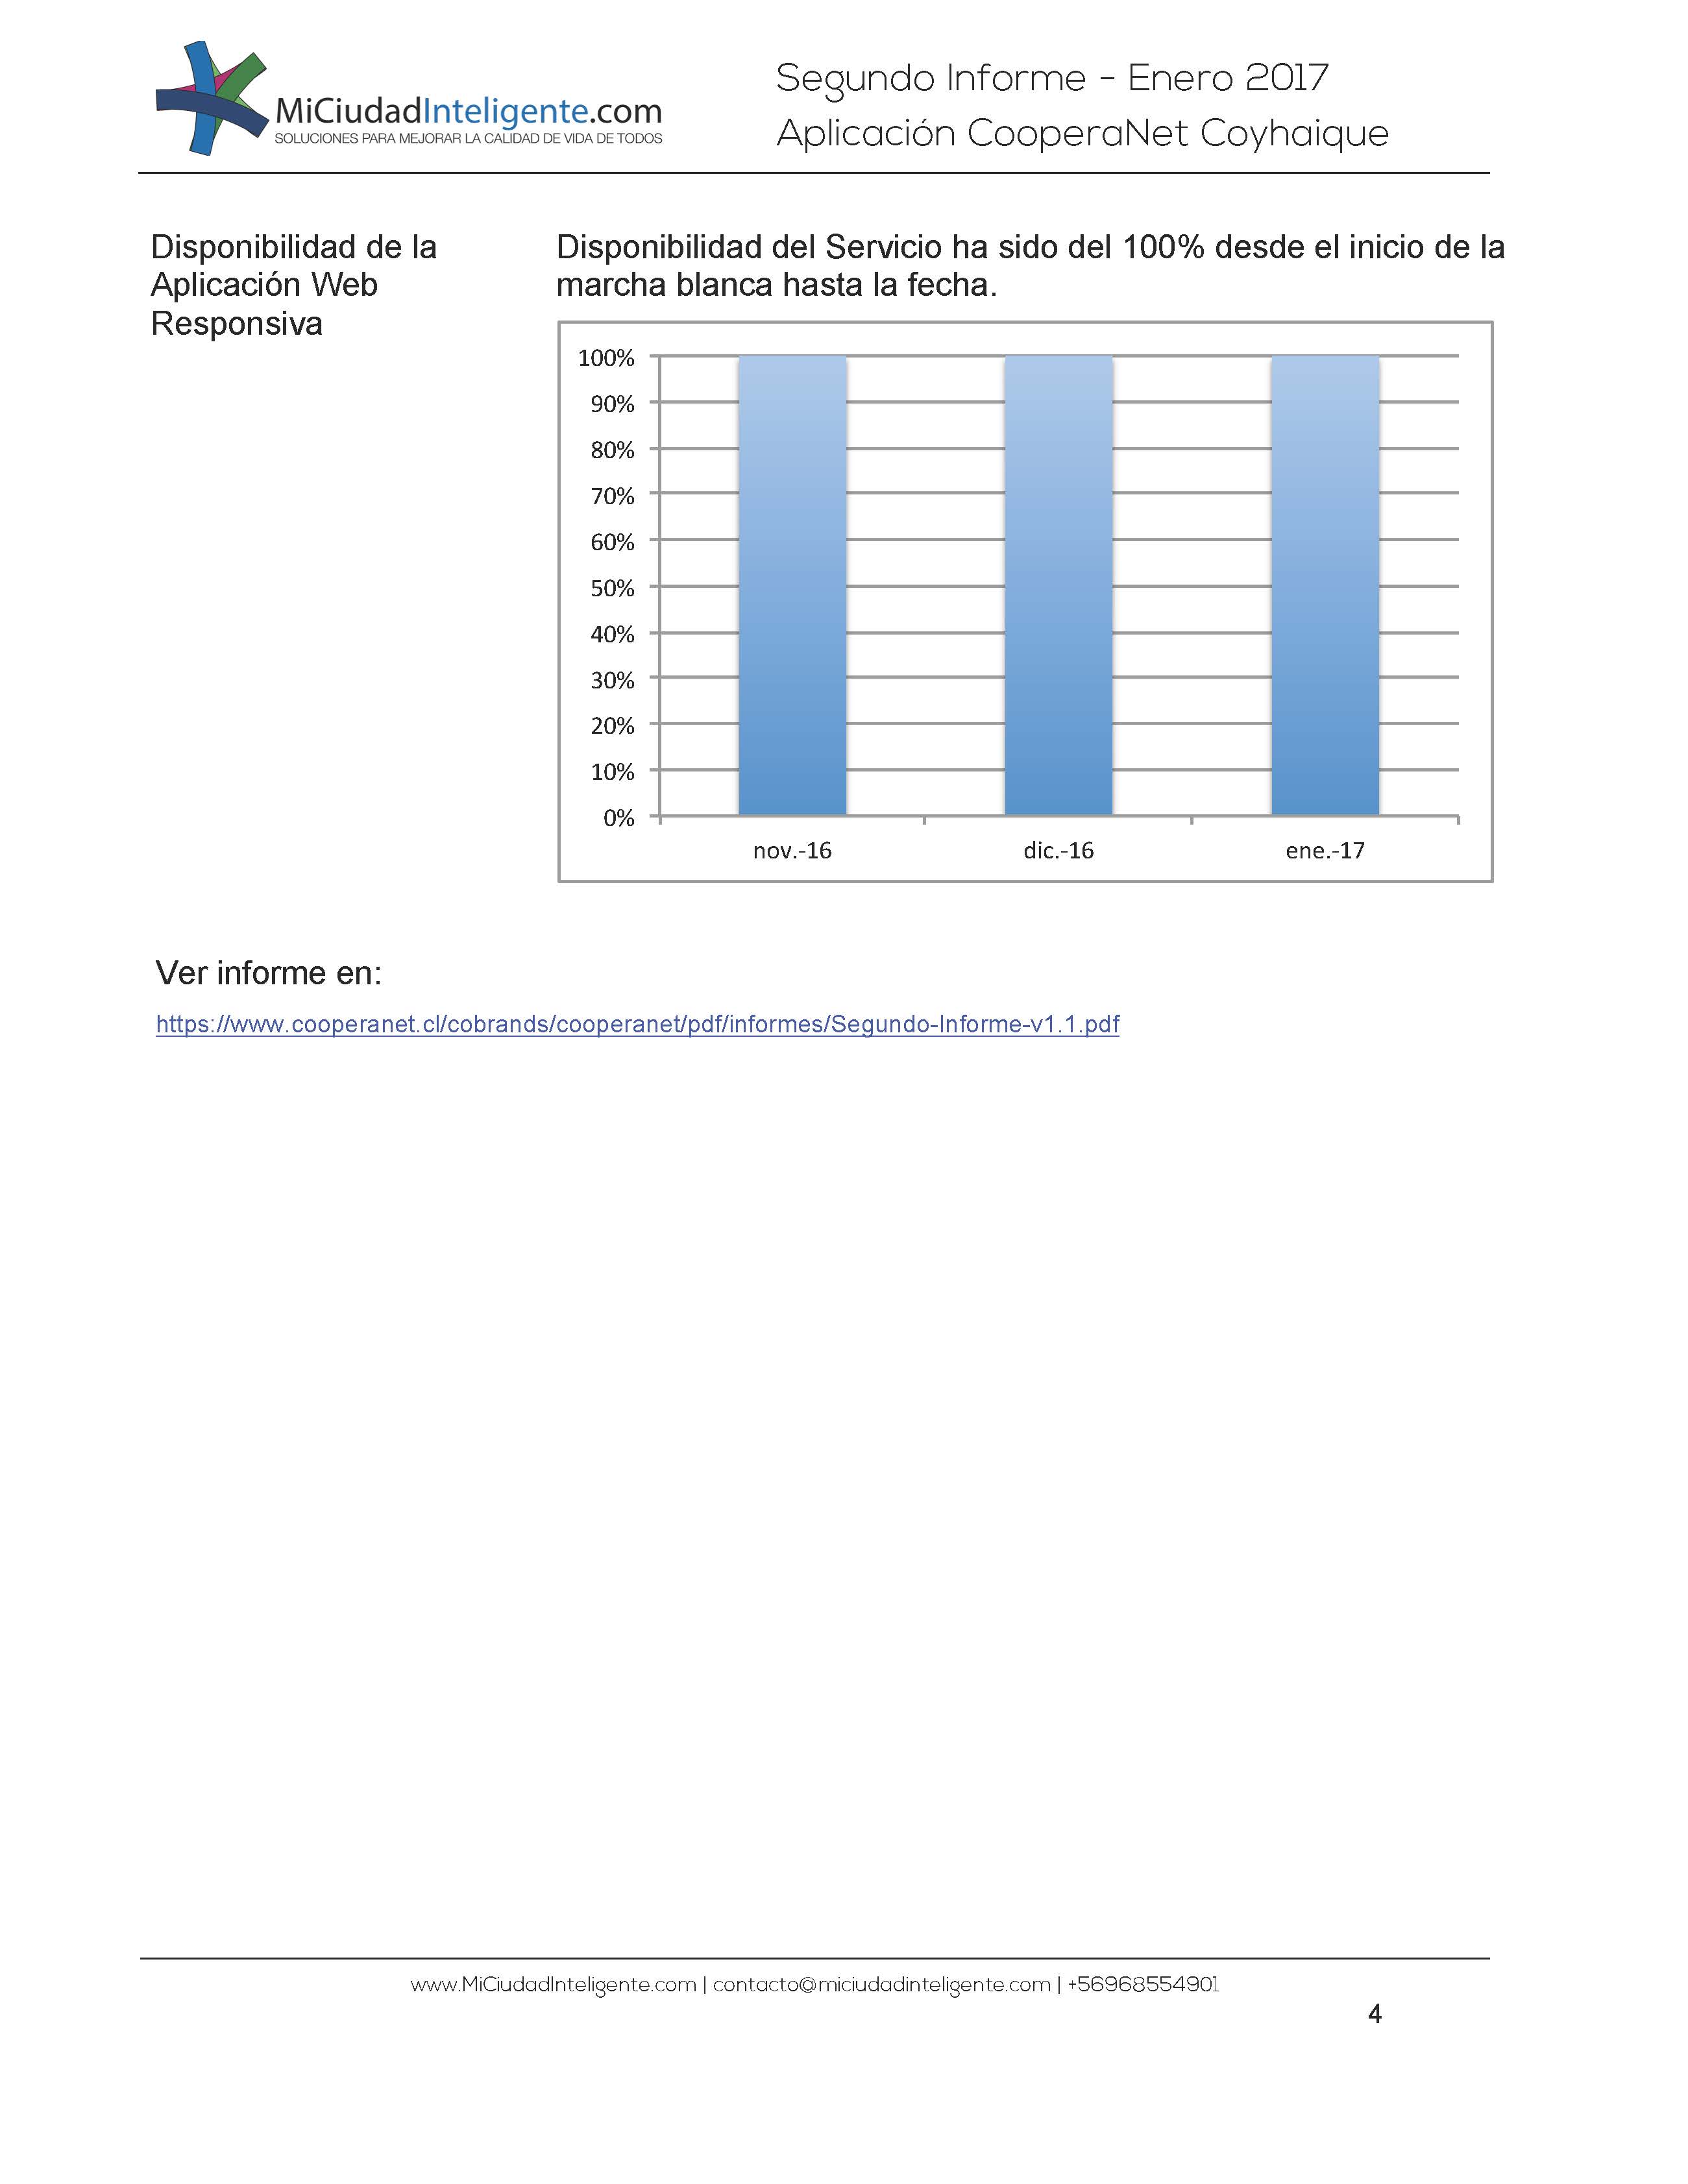 MiCiudadInteligente.com
SOLUCIONES PARA MEJORAR LA CALIDAD DE VIDA DE TODOS
Segundo Informe - Enero 2017
Aplicación CooperaNet Coyhaique
Disponibilidad de la
Aplicación Web
Responsiva
Disponibilidad del Servicio ha sido del 100% desde el inicio de la
marcha blanca hasta la fecha.
100%
90%
80%
70%
60%
50%
40%
30%
20%
10%
0%
nov.-16 dic.-16 ene.-17
Ver informe en:
https://www.cooperanet.cl/cobrands/cooperanet/pdf/informes/Segundo-Informe-v1.1.pdf
www.MiCiudadInteligente.com | contacto@miciudadinteligente.com | +56968554901
4